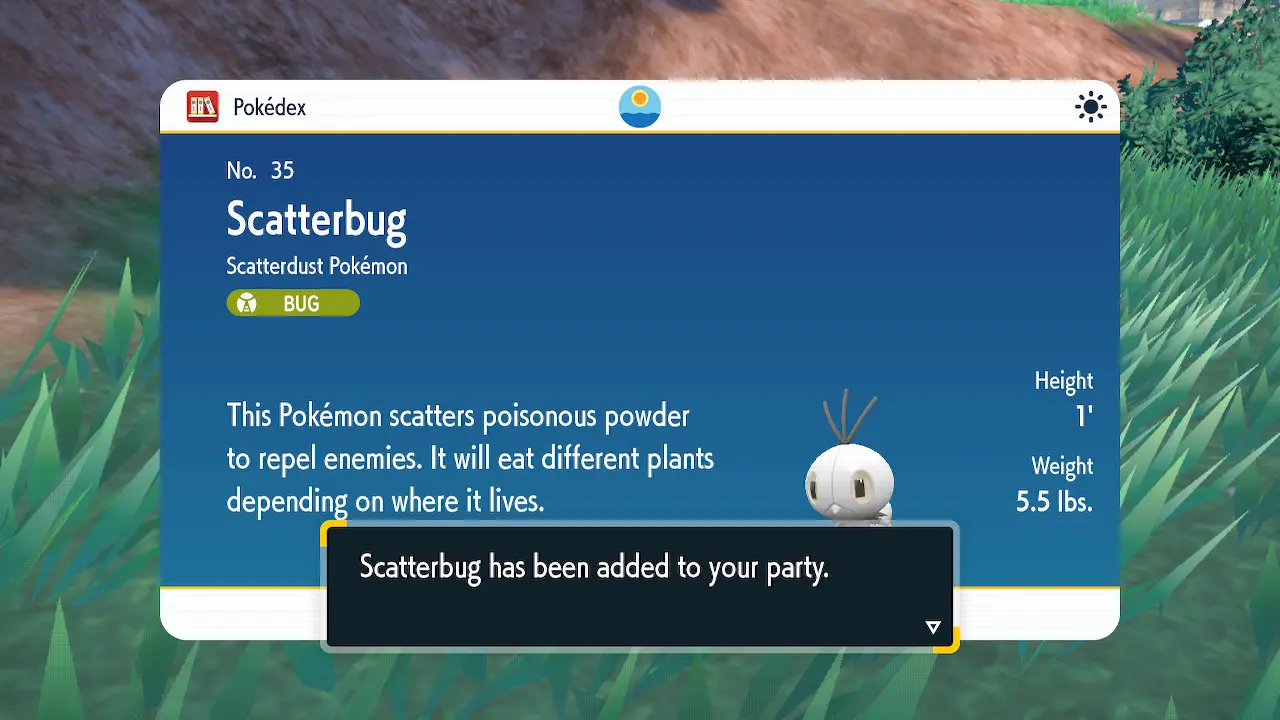 Pokédex
No. 35
Scatterbug
Scatterdust Pokémon
BUG
Height
1'
Weight
5.5 lbs.
This Pokémon scatters poisonous powder
to repel enemies. It will eat different plants
depending on where it lives.
Scatterbug has been added to your party.